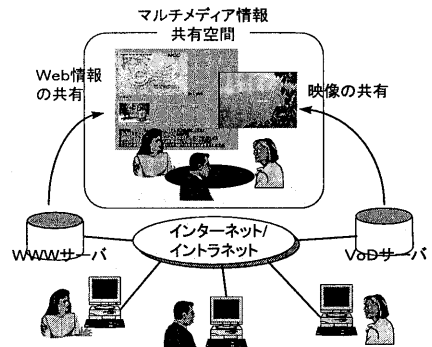 マルチメディア情報
共有空間
Web情報
の共有
映像の共有
インターネット/
イントラネット
WWWサーバ
VoDサーバ